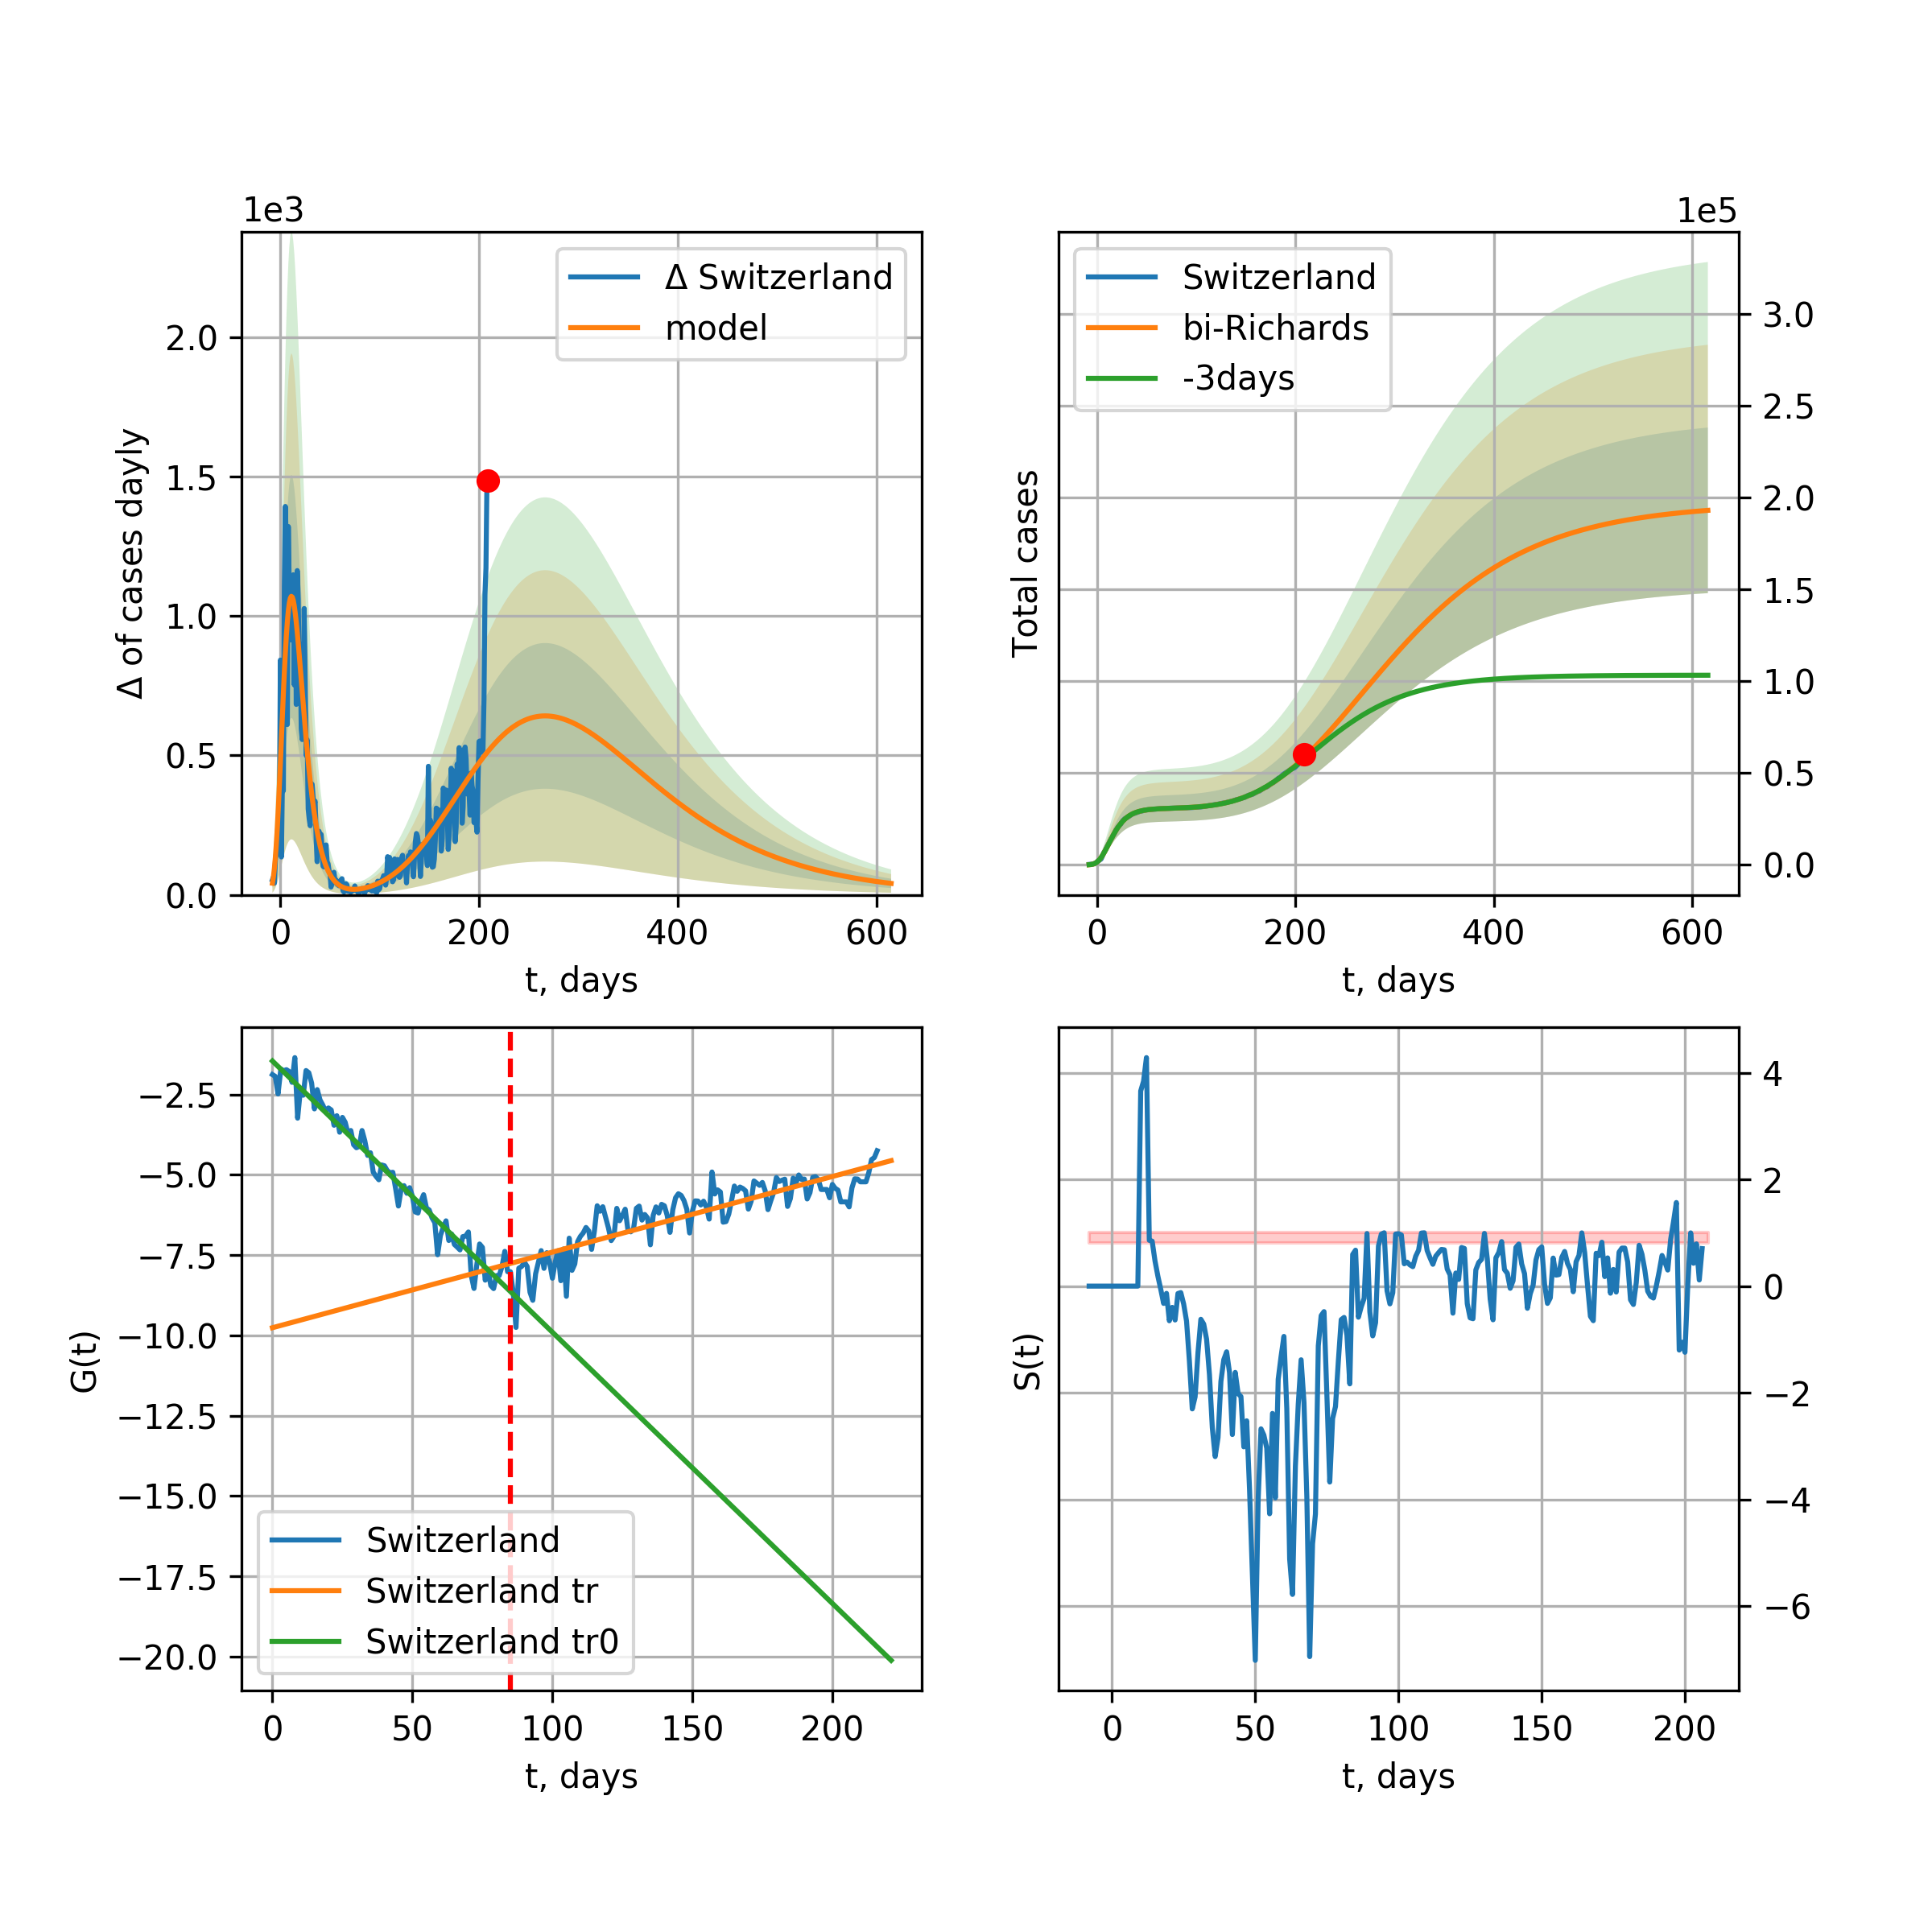 1e3
Δ of cases dayly
2.0
1.5
1.0
0.5
0.0
0 200 400 600
t, days
Δ Switzerland
model
1e5
Total cases
3.0
2.5
2.0
1.5
1.0
0.5
0.0
0 200 400 600
t, days
Switzerland
bi-Richards
-3days
G(t)
−2.5
−5.0
−7.5
−10.0
−12.5
−15.0
−17.5
−20.0
0 50 100 150 200
t, days
Switzerland
Switzerland tr
Switzerland tr0
S(t)
4
2
0
−2
−4
−6
0 50 100 150 200
t, days